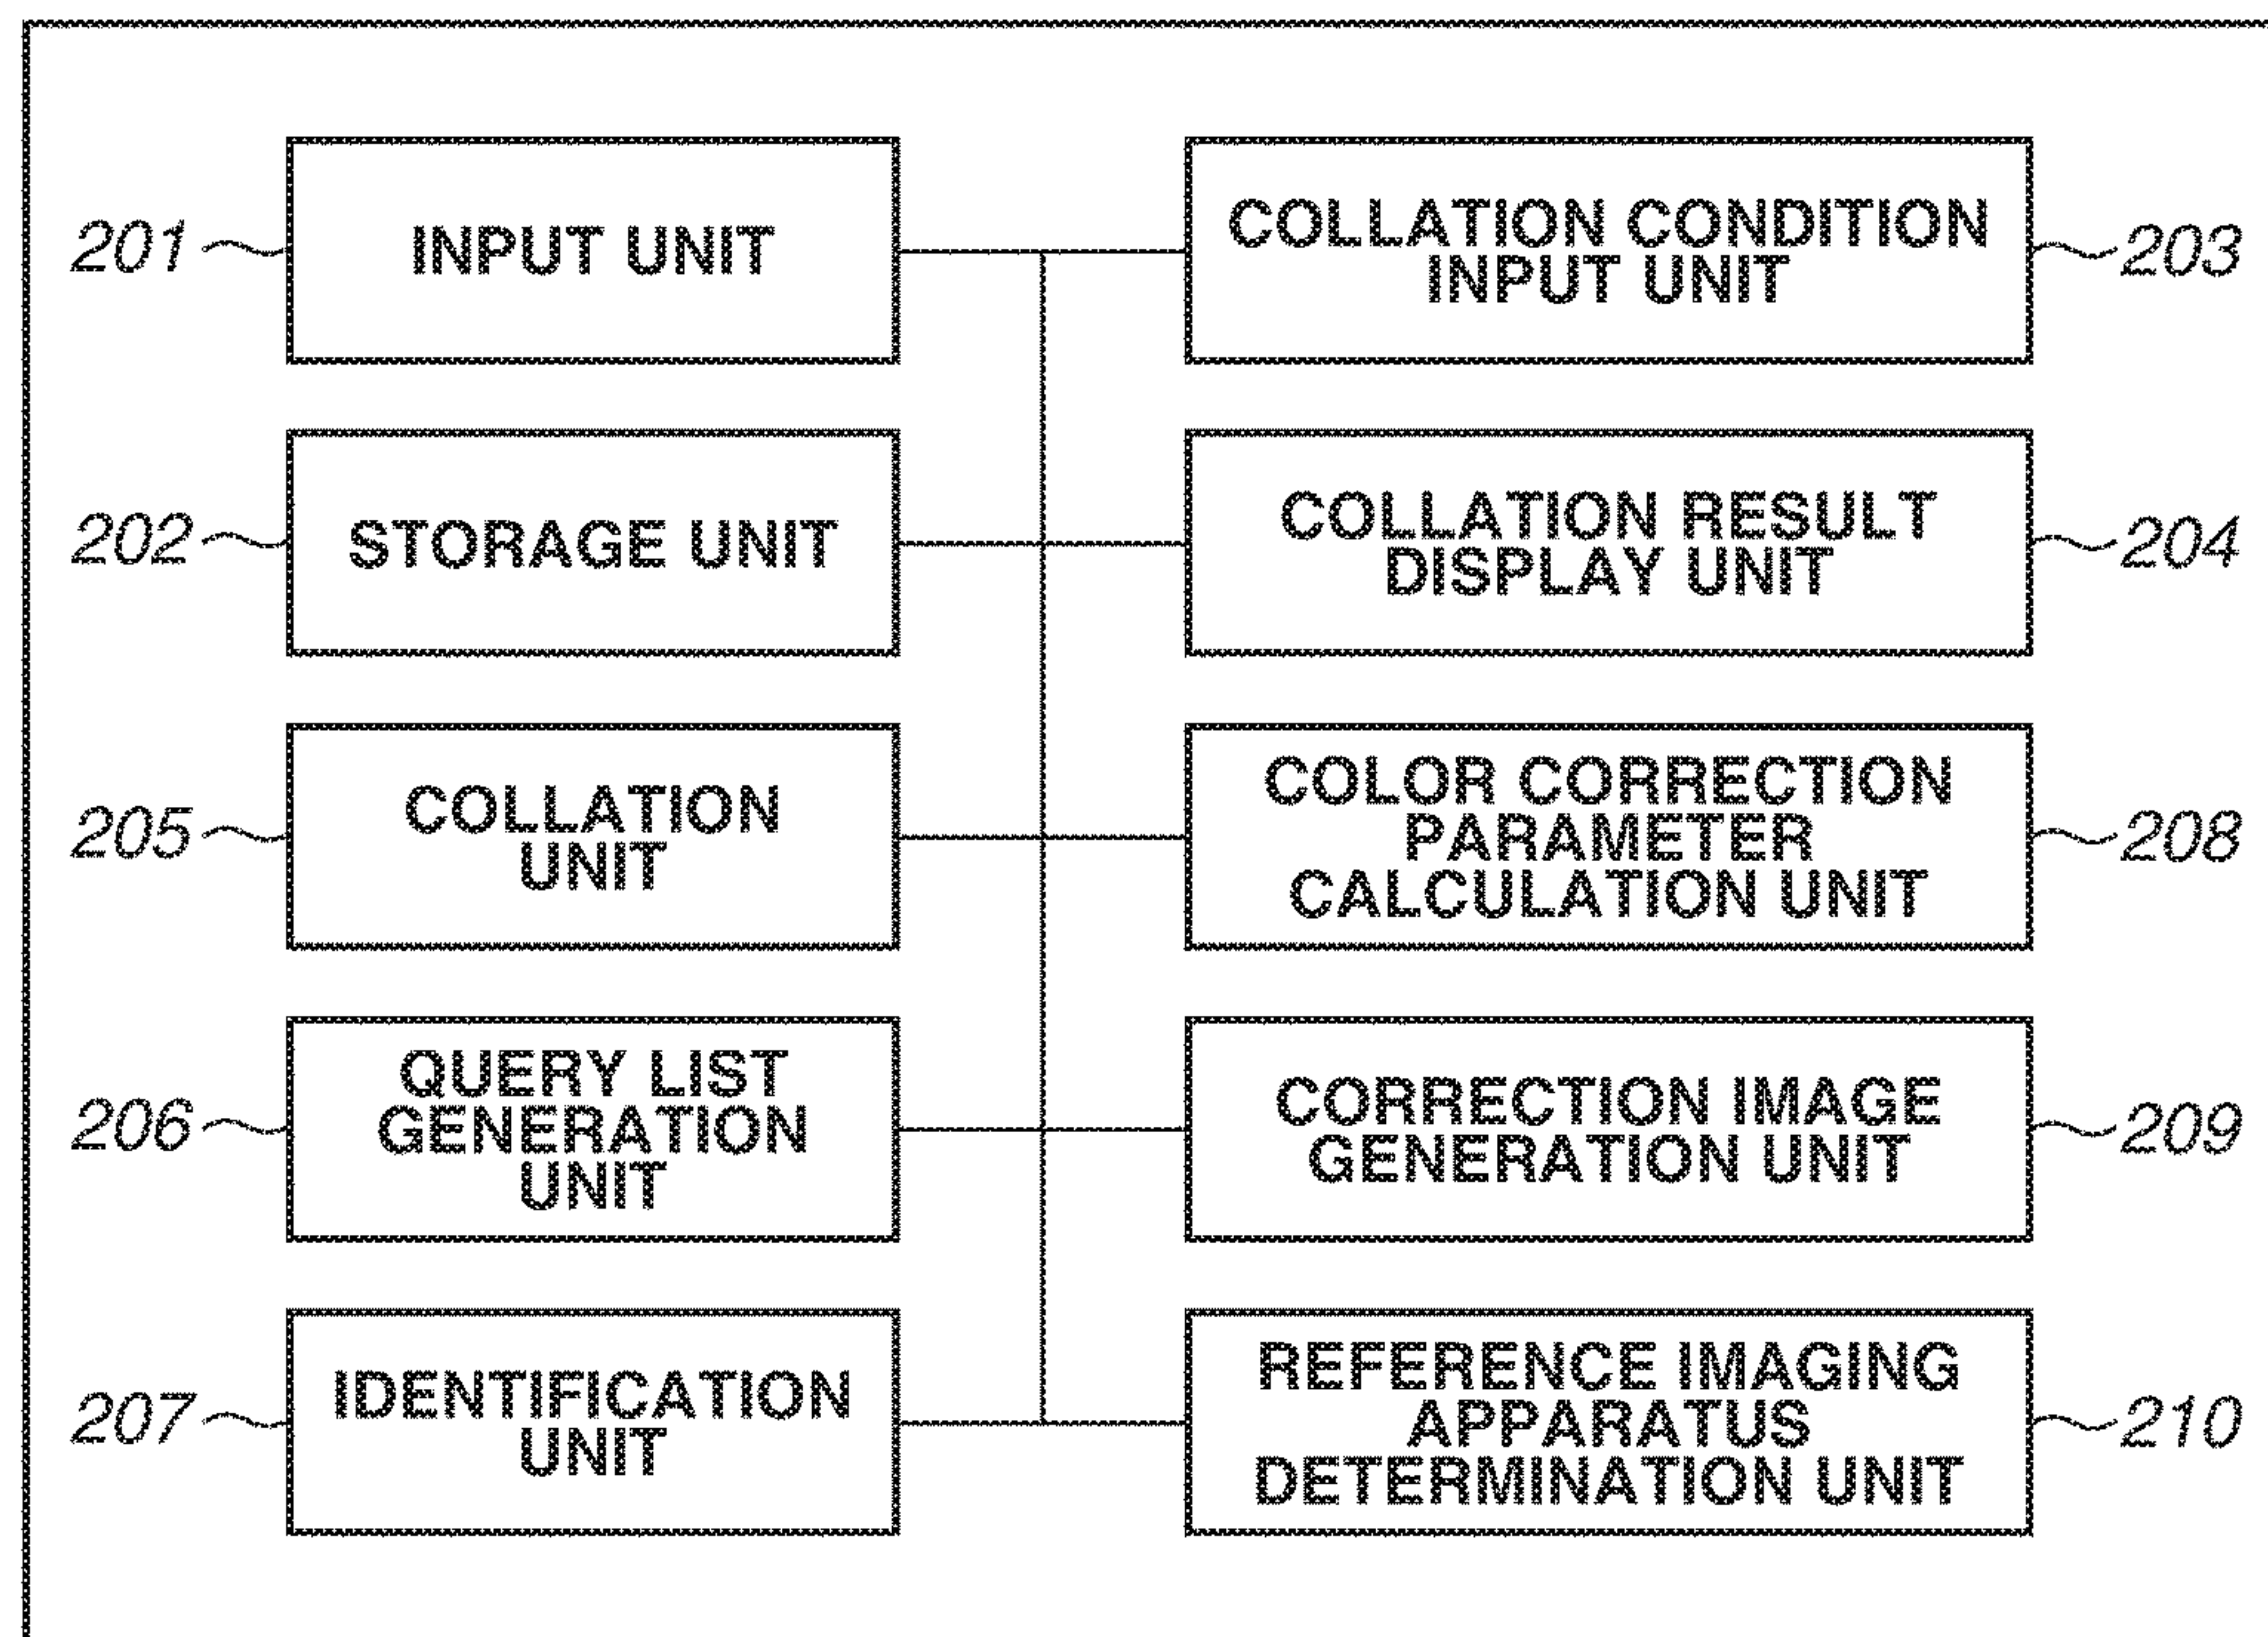 201
INPUT UNIT
COLLATION CONDITION
INPUT UNIT
203
202
STORAGE UNIT
COLLATION RESULT
DISPLAY UNIT
204
205
COLLATION
UNIT
COLOR CORRECTION
PARAMETER
CALCULATION UNIT
208
206
QUERY LIST
GENERATION
UNIT
CORRECTION IMAGE
GENERATION UNIT
209
207
IDENTIFICATION
UNIT
REFERENCE IMAGING
APPARATUS
DETERMINATION UNIT
210